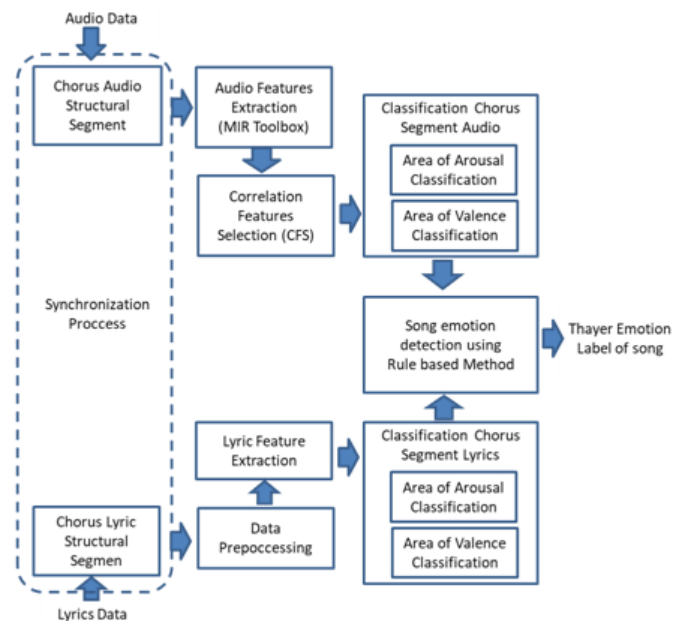 Audio Data
Chorus Audio
Structural
Segment
Audio Features
Extraction
(MIR Toolbox)
Correlation
Features
Selection (CFS)
Classification Chorus
Segment Audio
Area of Arousal
Classification
Area of Valence
Classification
Synchronization
Proccess
Song emotion
detection using
Rule based Method
Thayer Emotion
Label of song
Lyric Feature
Extraction
Classification Chorus
Segment Lyrics
Area of Arousal
Classification
Area of Valence
Classification
Chorus Lyric
Structural
Segmen
Data
Prepoccessing
Lyrics Data